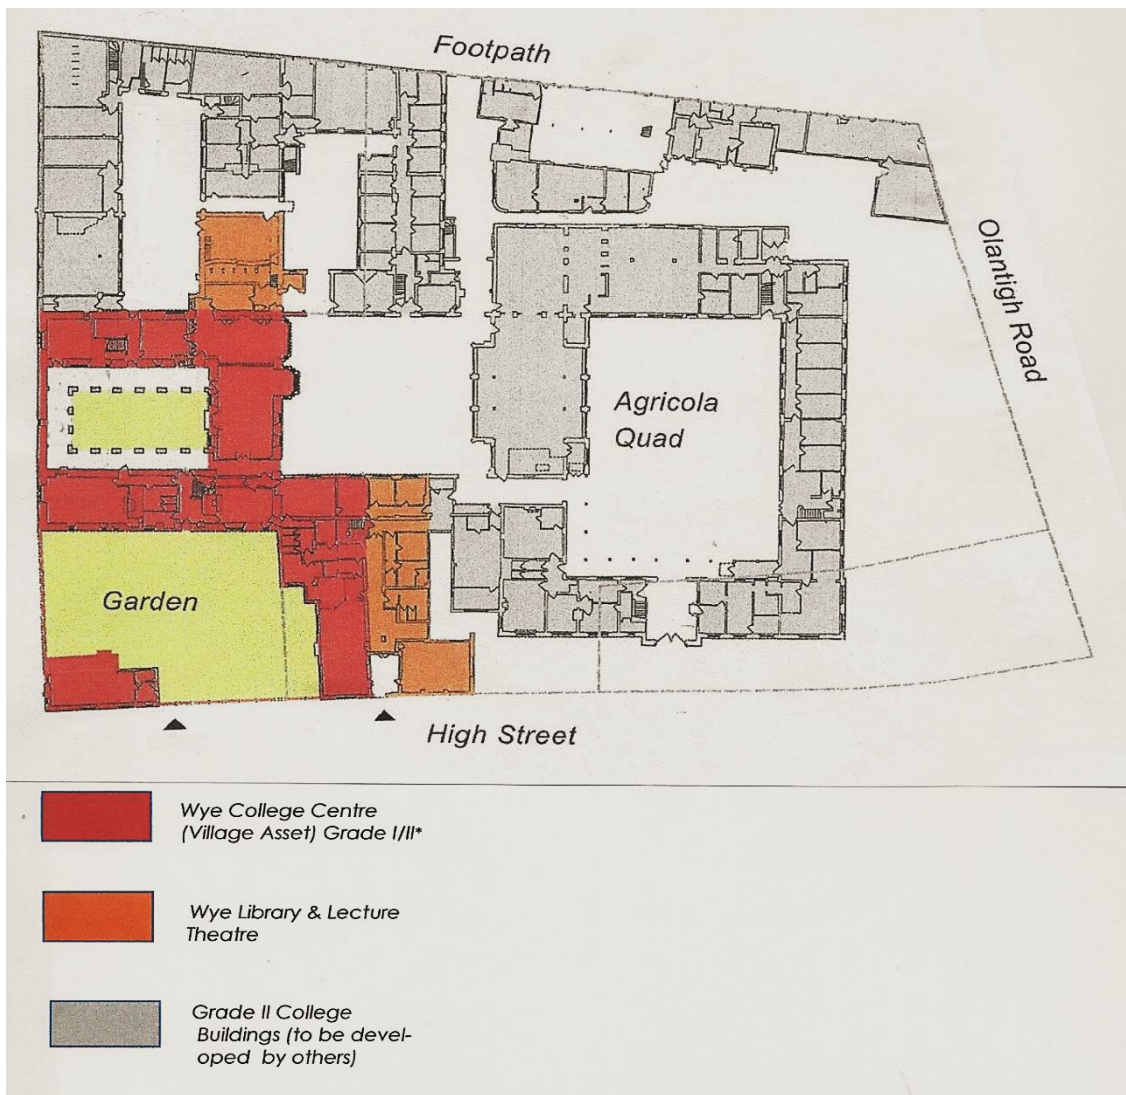 Footpath
Olantigh Road
Agricola
Quad
Garden
High Street
Wye College Centre
(Village Asset) Grade I/II*
Wye Library & Lecture
Theatre
Grade II College
Buildings (to be devel-
oped by others)